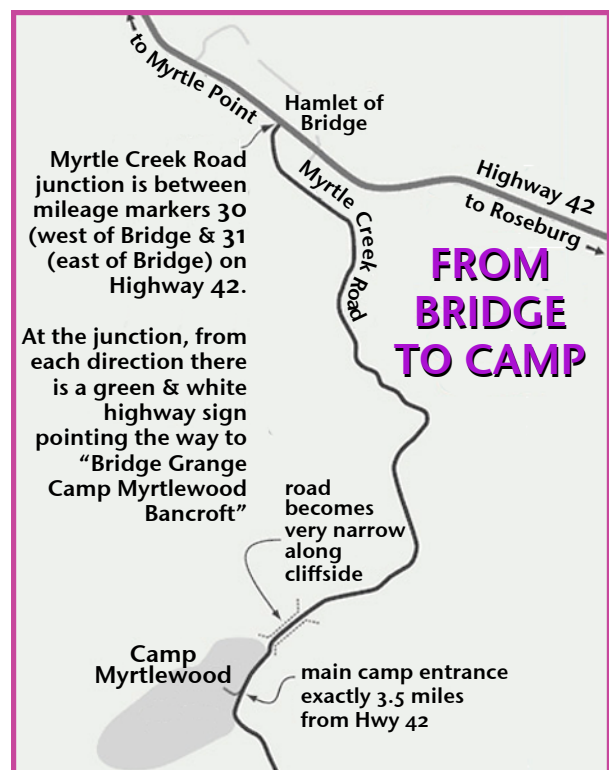 to Myrtle Point
Hamlet of
Bridge
Myrtle Creek Road
junction is between
mileage markers 30
(west of Bridge & 31
(east of Bridge) on
Highway 42.
Myrtle Creek Road
Highway 42
to Roseburg
FROM
BRIDGE
TO CAMP
At the junction, from
each direction there
is a green & white
highway sign
pointing the way to
“Bridge Grange
Camp Myrtlewood
Bancroft”
road
becomes
very narrow
along
cliffside
Camp
Myrtlewood
main camp entrance
exactly 3.5 miles
from Hwy 42